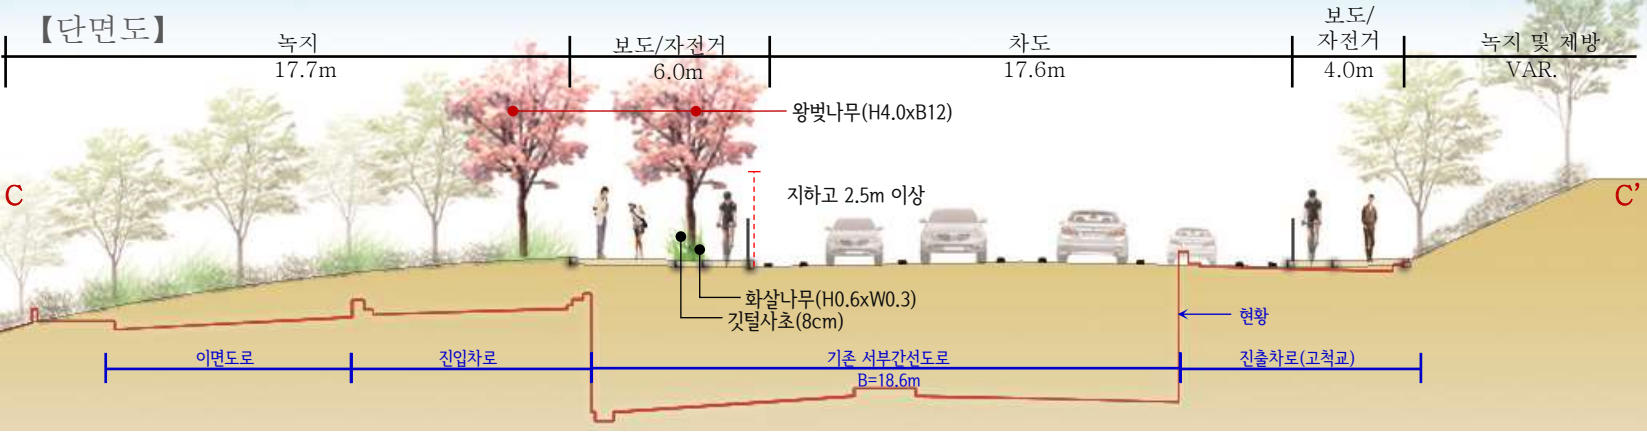 【단면도】
녹지
17.7m
보도/자전거
6.0m
차도
17.6m
보도/
자전거
4.0m
녹지 및 제방
VAR.
왕벚나무(H4.0xB12)
C
지하고 2.5m 이상
C'
화살나무(H0.6xW0.3)
깃털사초(8cm)
현황
이면도로
진입차로
기존 서부간선도로
B=18.6m
진출차로(고척교)